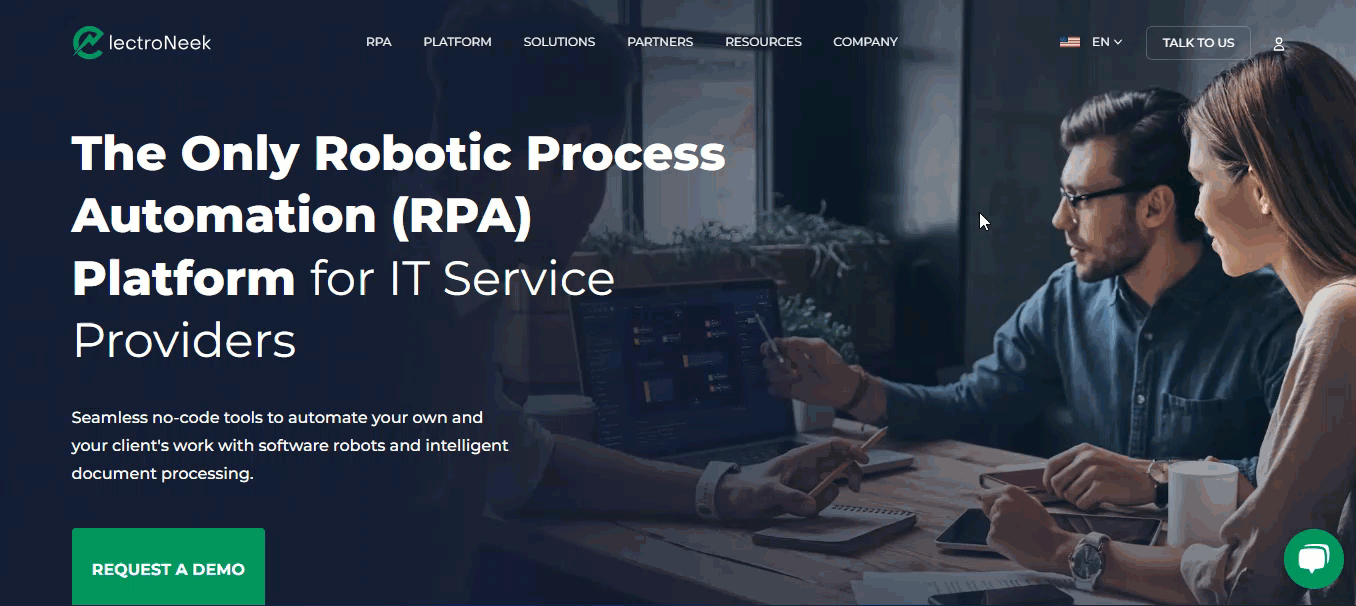 lectroNeek
RPA
PLATFORM
SOLUTIONS
PARTNERS
RESOURCES
COMPANY
EN
TALK TO US
The Only Robotic Process
Automation (RPA)
Platform for IT Service
Providers
Seamless no-code tools to automate your own and
your client's work with software robots and intelligent
document processing.
REQUEST A DEMO